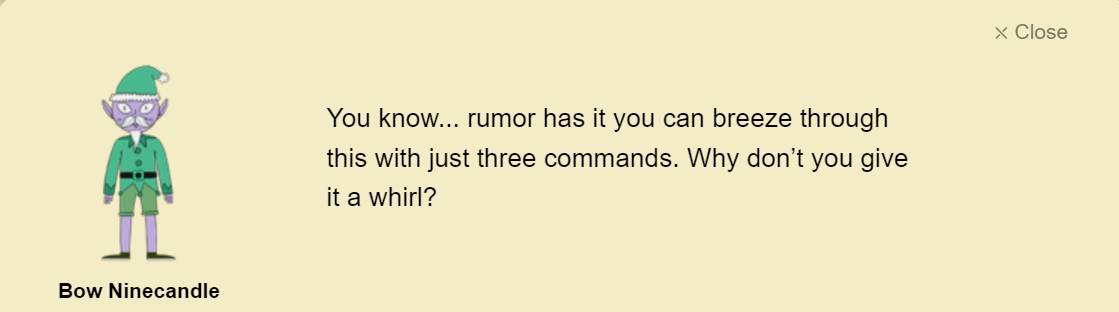 × Close
You know... rumor has it you can breeze through
this with just three commands. Why don’t you give
it a whirl?
Bow Ninecandle